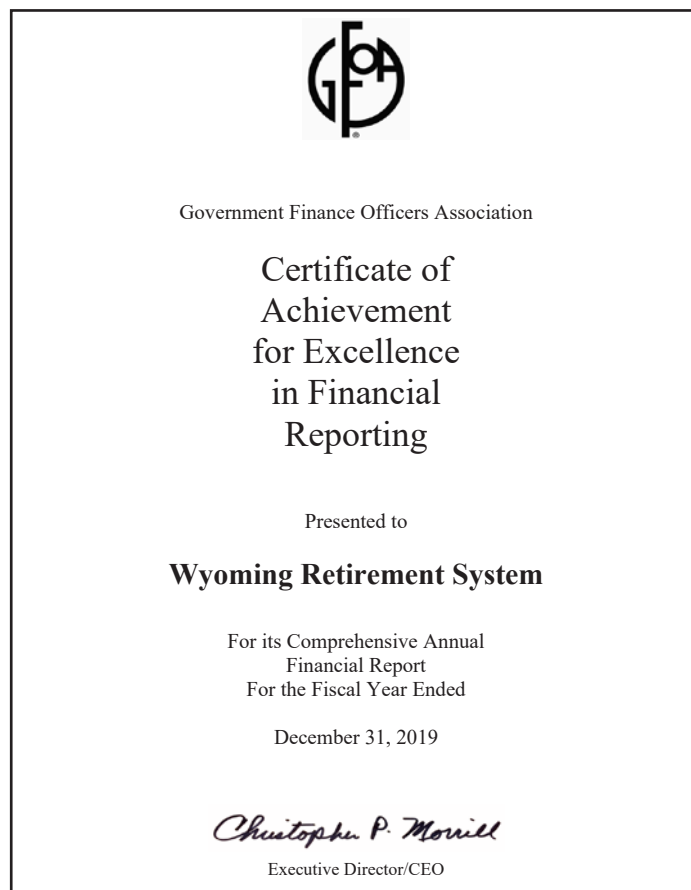 GFOA
®
Government Finance Officers Association
Certificate of
Achievement
for Excellence
in Financial
Reporting
Presented to
Wyoming Retirement System
For its Comprehensive Annual
Financial Report
For the Fiscal Year Ended
December 31, 2019
Christopher P. Morrill
Executive Director/CEO